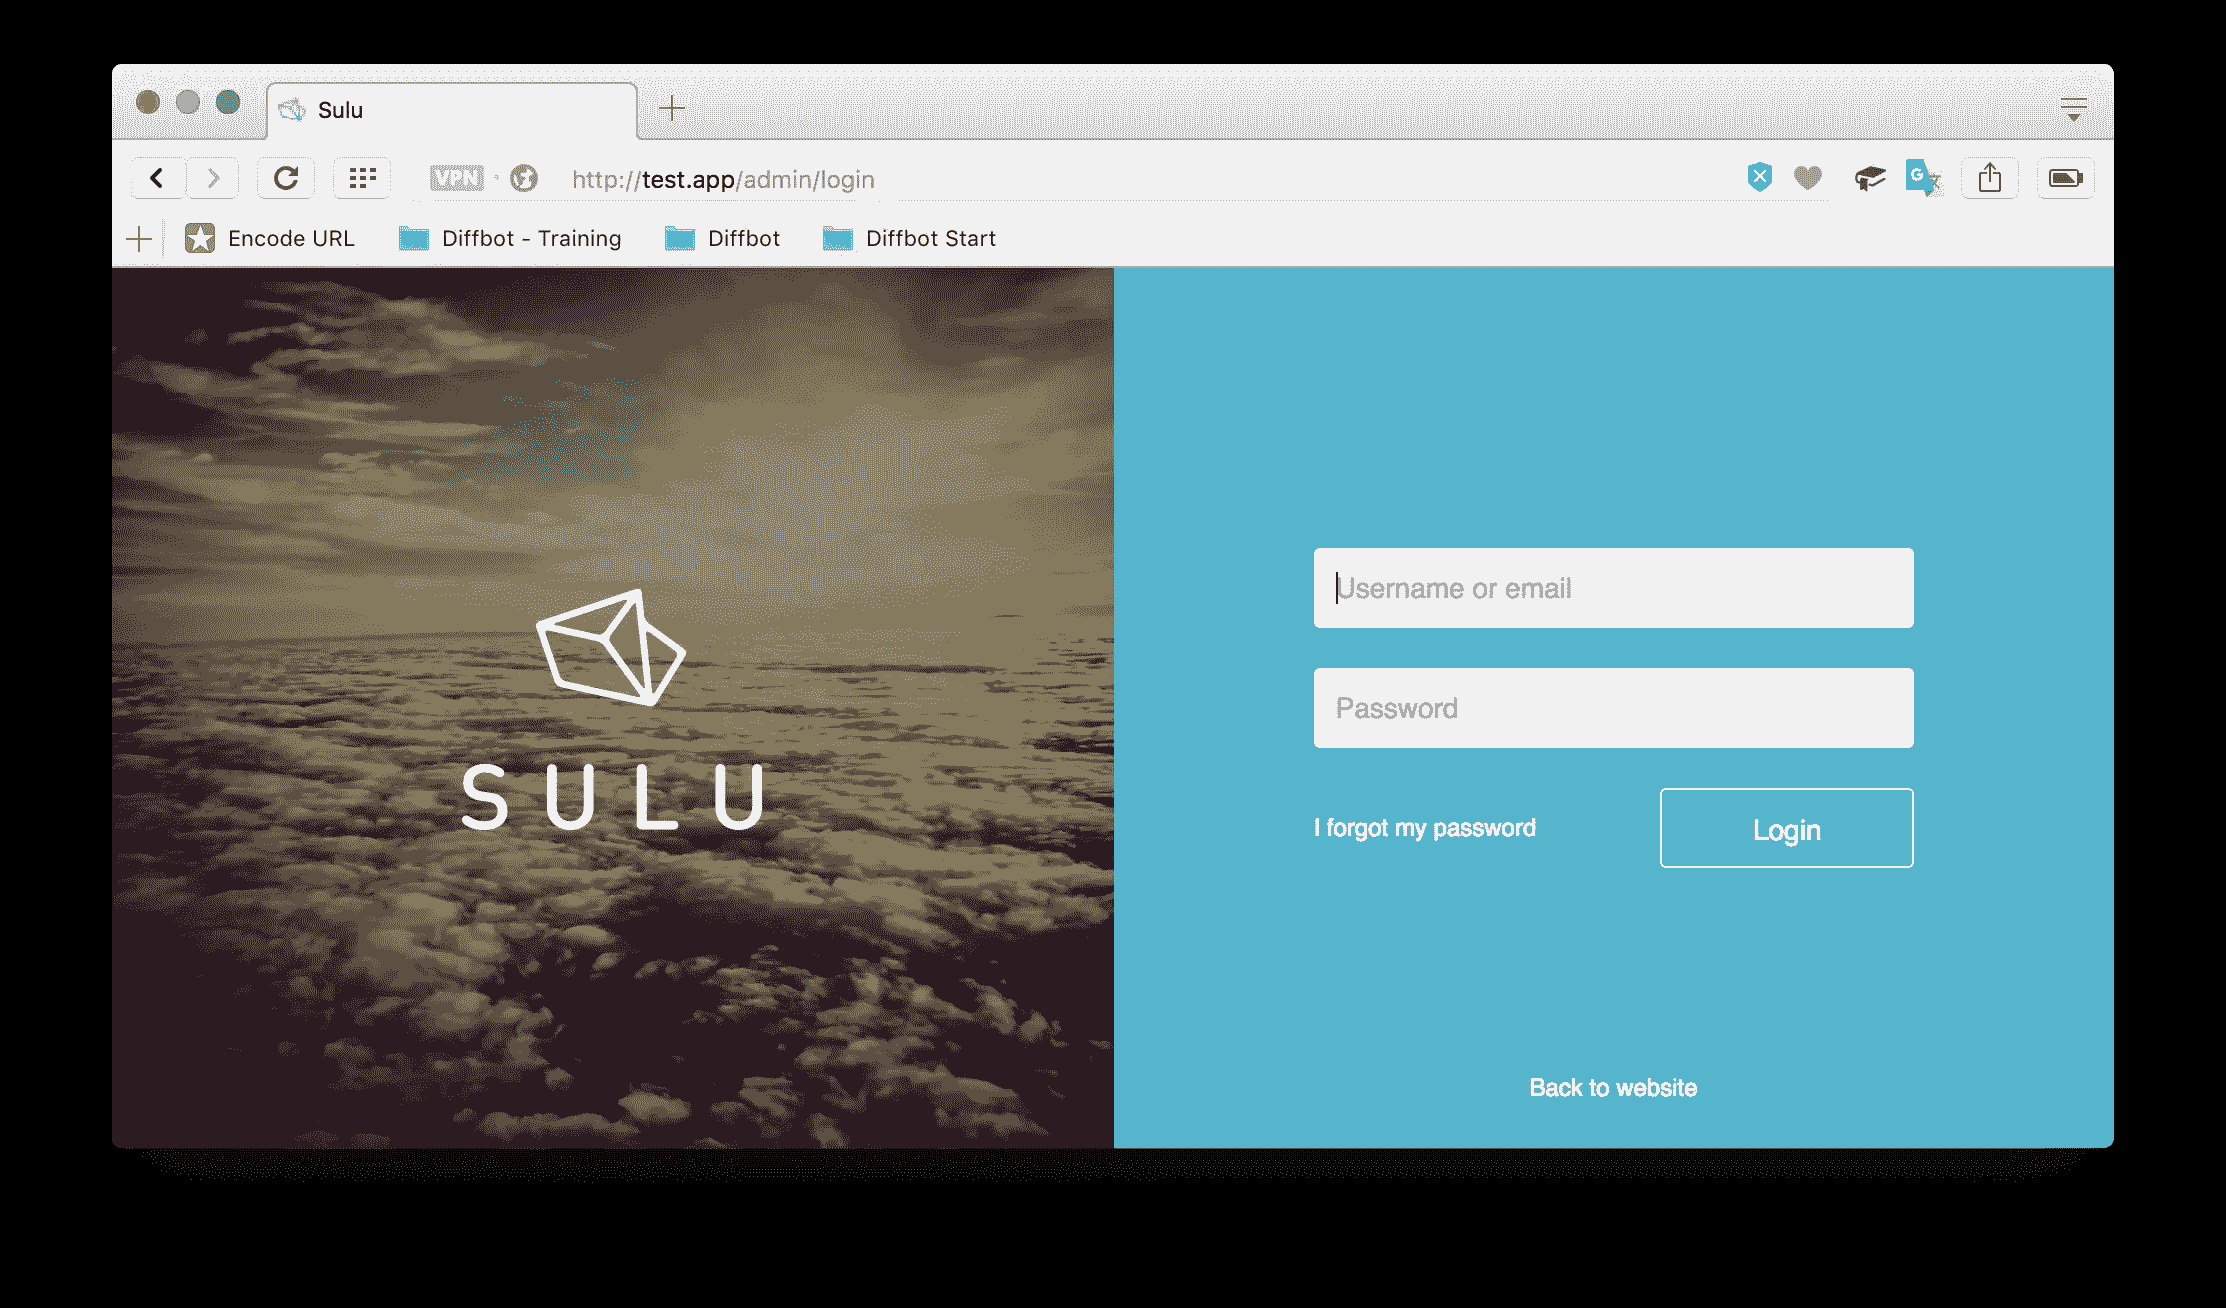 Sulu
VPN http://test.app/admin/login
Encode URL Diffbot - Training Diffbot Diffbot Start
SULU
Username or email
Password
I forgot my password Login
Back to website